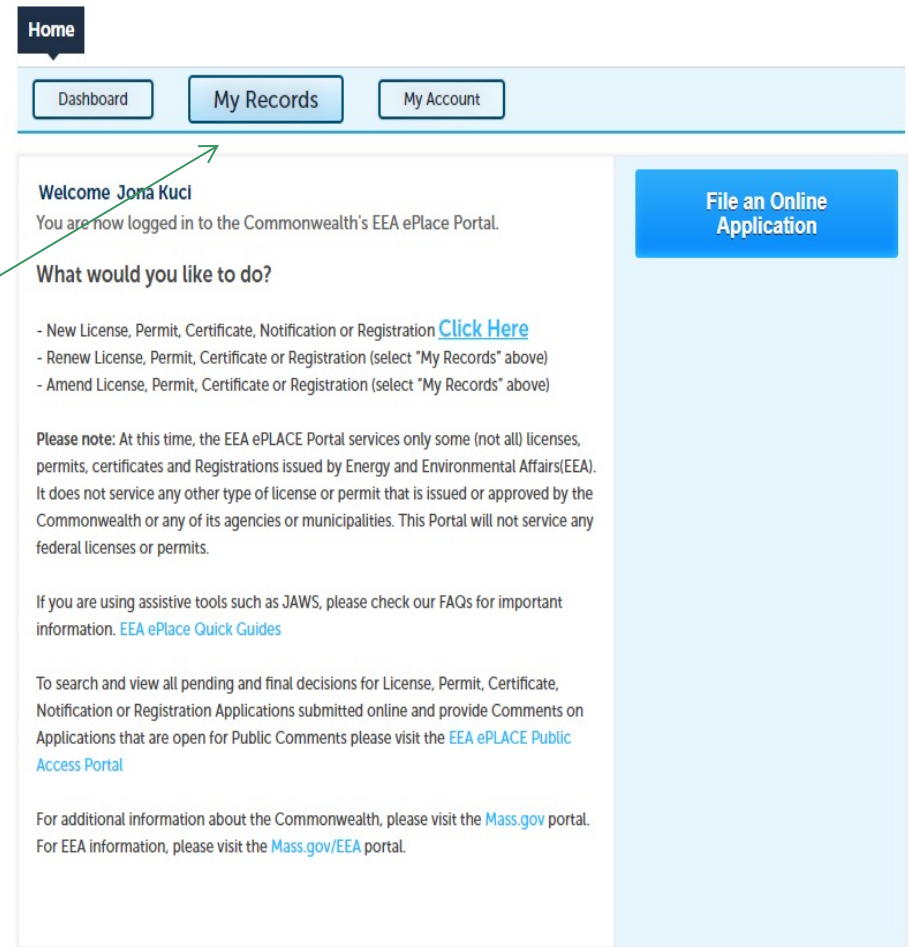 Home
Dashboard My Records My Account
Welcome Jona Kuci
You are now logged in to the Commonwealth's EEA ePlace Portal.
File an Online
Application
What would you like to do?
- New License, Permit, Certificate, Notification or Registration Click Here
- Renew License, Permit, Certificate or Registration (select "My Records" above)
- Amend License, Permit, Certificate or Registration (select "My Records" above)
Please note: At this time, the EEA ePLACE Portal services only some (not all) licenses,
permits, certificates and Registrations issued by Energy and Environmental Affairs(EEA).
It does not service any other type of license or permit that is issued or approved by the
Commonwealth or any of its agencies or municipalities. This Portal will not service any
federal licenses or permits.
If you are using assistive tools such as JAWS, please check our FAQs for important
information. EEA ePlace Quick Guides
To search and view all pending and final decisions for License, Permit, Certificate,
Notification or Registration Applications submitted online and provide Comments on
Applications that are open for Public Comments please visit the EEA ePLACE Public
Access Portal
For additional information about the Commonwealth, please visit the Mass.gov portal.
For EEA information, please visit the Mass.gov/EEA portal.